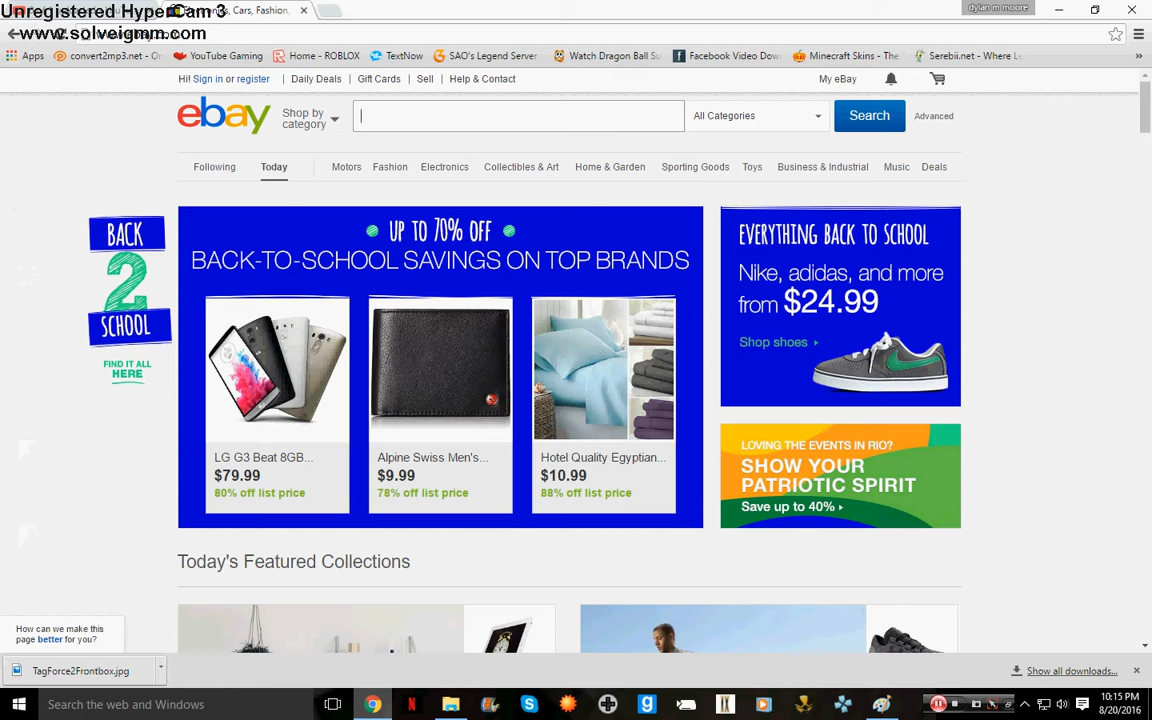 Unregistered HyperCam 3
www.solveigmm.com
Cars, Fashion,
dylan m moore
Apps
convert2mp3.net - On
YouTube Gaming
Home - ROBLOX
TextNow
SAO's Legend Server
Watch Dragon Ball Su
Facebook Video Dow
Minecraft Skins - The
Serebii.net - Where Le
»
Hi! Sign in or register
Daily Deals
Gift Cards
Sell
Help & Contact
My eBay
ebay
Shop by category
All Categories
Search
Advanced
Following
Today
Motors
Fashion
Electronics
Collectibles & Art
Home & Garden
Sporting Goods
Toys
Business & Industrial
Music
Deals
BACK
2
SCHOOL
FIND IT ALL
HERE
UP TO 70% OFF
BACK-TO-SCHOOL SAVINGS ON TOP BRANDS
LG G3 Beat 8GB...
$79.99
80% off list price
Alpine Swiss Men's...
$9.99
78% off list price
Hotel Quality Egyptian...
$10.99
88% off list price
EVERYTHING BACK TO SCHOOL
Nike, adidas, and more
from $24.99
Shop shoes
LOVING THE EVENTS IN RIO?
SHOW YOUR
PATRIOTIC SPIRIT
Save up to 40%
Today's Featured Collections
How can we make this
page better for you?
TagForce2Frontbox.jpg
Show all downloads...
Search the web and Windows
10:15 PM
8/20/2016